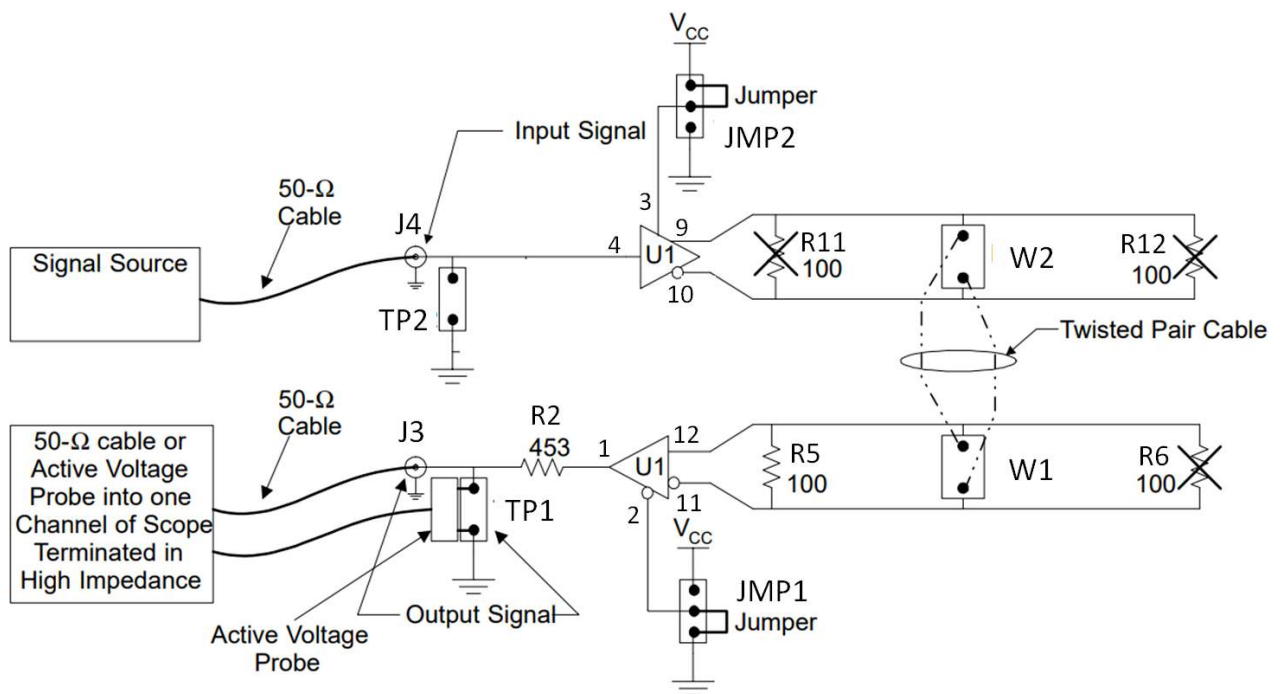 VCC
Jumper
JMP2
Input Signal
50-Ω
Cable
J4
Signal Source
TP2
3
4
U1
9
10
R11
100
W2
R12
100
Twisted Pair Cable
50-Ω
Cable
50-Ω cable or
Active Voltage
Probe into one
Channel of Scope
Terminated in
High Impedance
J3
R2
453
1
TP1
U1
12
11
2
R5
100
W1
R6
100
VCC
JMP1
Jumper
Output Signal
Active Voltage
Probe